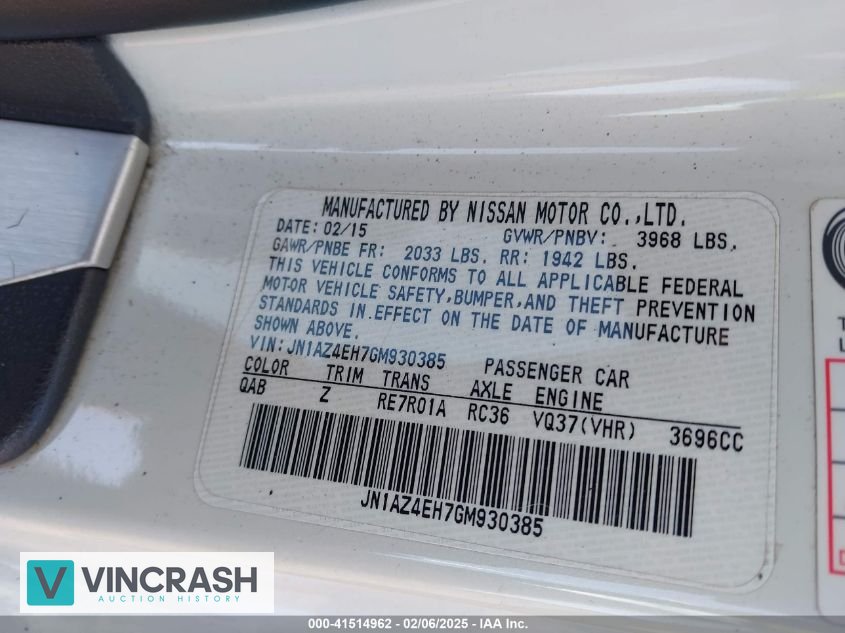 MANUFACTURED BY NISSAN MOTOR CO.,LTD.
DATE: 02/15 GVWR/PNBV: 3968 LBS.
GAWR/PNBE FR: 2033 LBS. RR: 1942 LBS.
THIS VEHICLE CONFORMS TO ALL APPLICABLE FEDERAL
MOTOR VEHICLE SAFETY,BUMPER,AND THEFT PREVENTION
STANDARDS IN EFFECT ON THE DATE OF MANUFACTURE
SHOWN ABOVE.
VIN: JN1AZ4EH7GM930385 PASSENGER CAR
COLOR TRIM TRANS AXLE ENGINE
QAB Z RE7R01A RC36 VQ37(VHR) 3696CC
JN1AZ4EH7GM930385
VINCRASH
AUCTION HISTORY
000-41514962 - 02/06/2025 - IAA Inc.